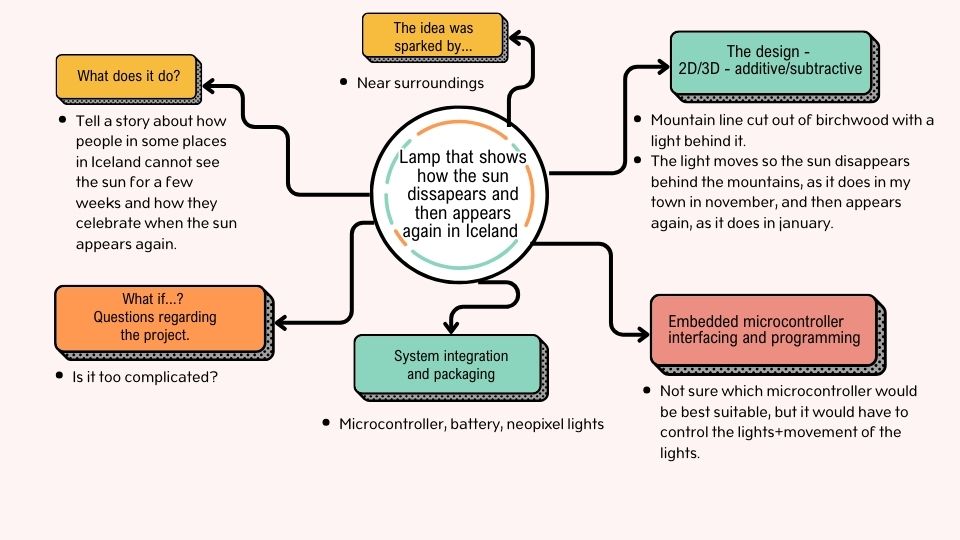 The idea was
sparked by...
Near surroundings
What does it do?
Tell a story about how
people in some places
in Iceland cannot see
the sun for a few
weeks and how they
celebrate when the sun
appears again.
The design -
2D/3D - additive/subtractive
Mountain line cut out of birchwood with a
light behind it.
The light moves so the sun disappears
behind the mountains, as it does in my
town in november, and then appears
again, as it does in january.
Lamp that shows
how the sun
dissapears and
then appears
again in Iceland
What if...?
Questions regarding
the project.
Is it too complicated?
System integration
and packaging
Microcontroller, battery, neopixel lights
Embedded microcontroller
interfacing and programming
Not sure which microcontroller would
be best suitable, but it would have to
control the lights+movement of the
lights.